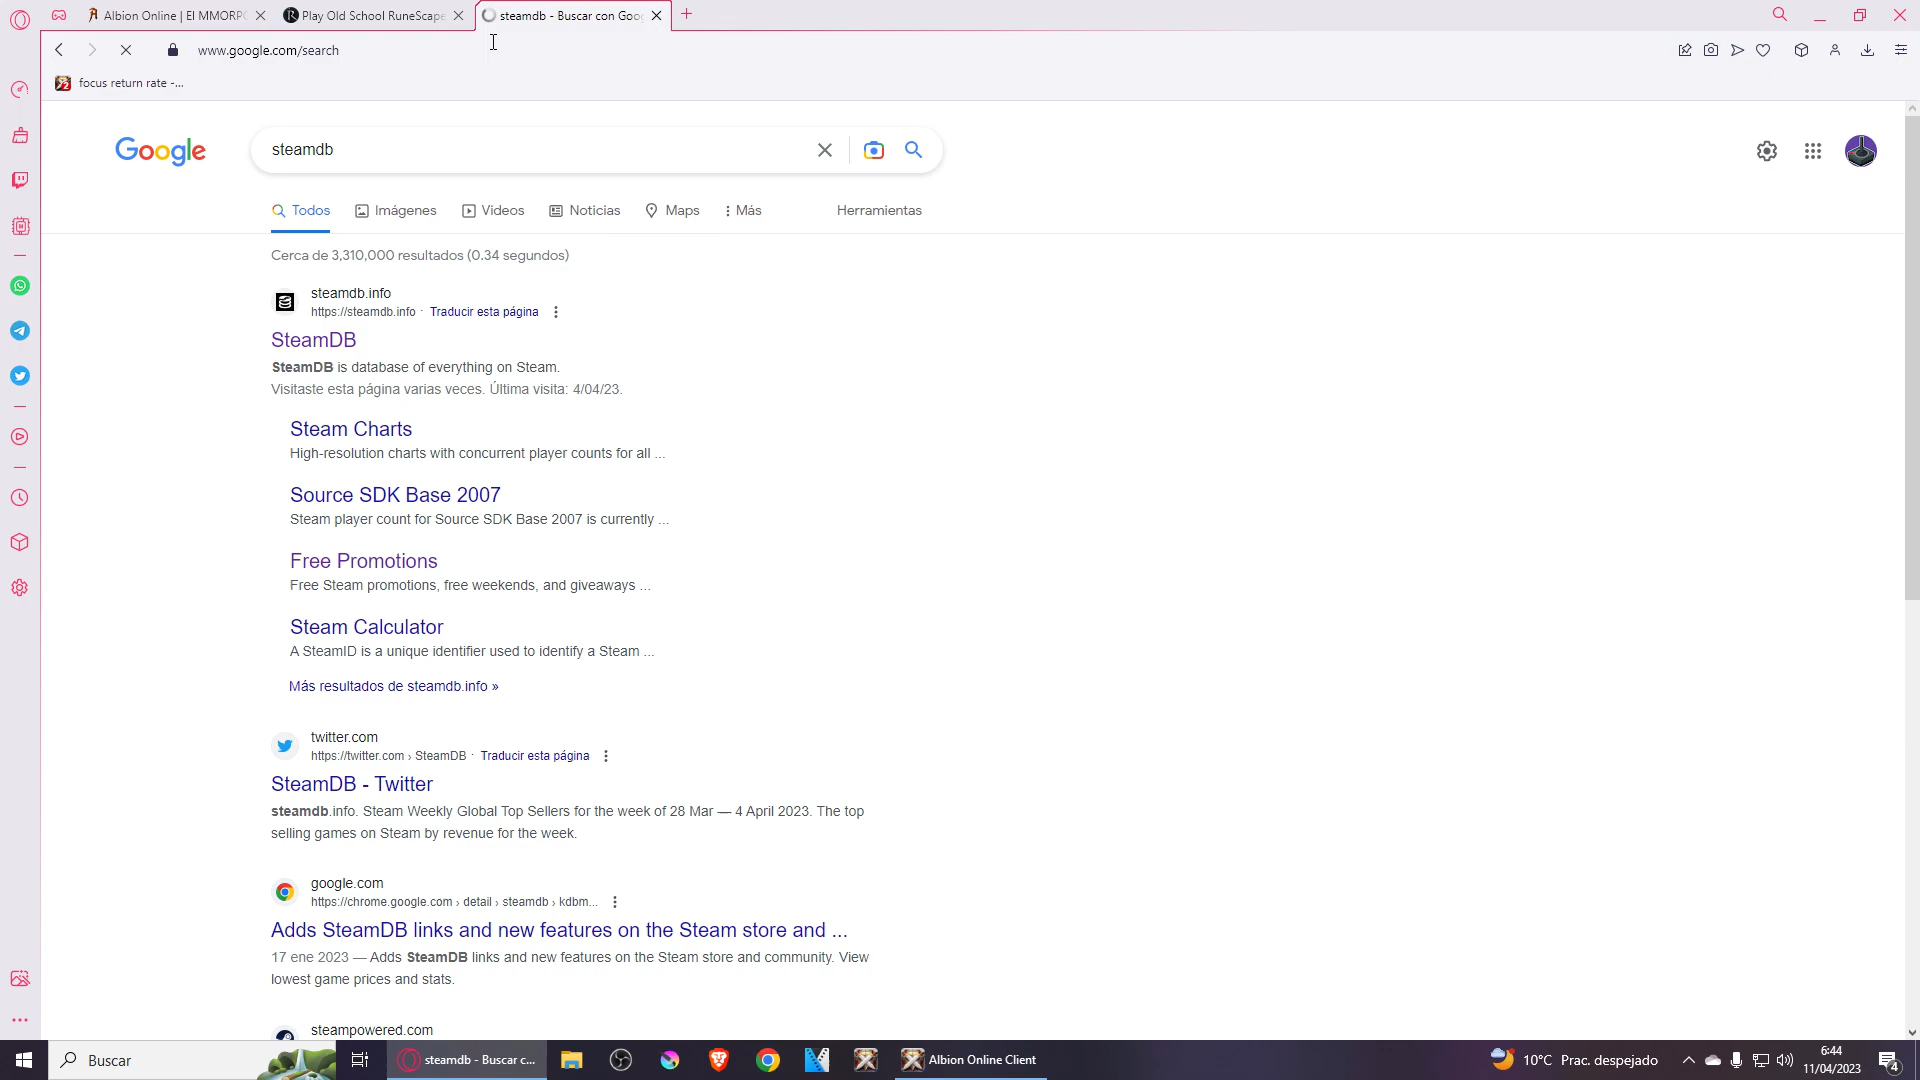 Albion Online | El MMORPG
Play Old School RuneScape
steamdb - Buscar con Goog
www.google.com/search
focus return rate -...
Google
steamdb
Todos
Imágenes
Videos
Noticias
Maps
Más
Herramientas
Cerca de 3,310,000 resultados (0.34 segundos)
steamdb.info
https://steamdb.info · Traducir esta página
SteamDB
SteamDB is database of everything on Steam.
Visitaste esta página varias veces. Última visita: 4/04/23.
Steam Charts
High-resolution charts with concurrent player counts for all ...
Source SDK Base 2007
Steam player count for Source SDK Base 2007 is currently ...
Free Promotions
Free Steam promotions, free weekends, and giveaways ...
Steam Calculator
A SteamID is a unique identifier used to identify a Steam ...
Más resultados de steamdb.info »
twitter.com
https://twitter.com › SteamDB · Traducir esta página
SteamDB - Twitter
steamdb.info. Steam Weekly Global Top Sellers for the week of 28 Mar — 4 April 2023. The top
selling games on Steam by revenue for the week.
google.com
https://chrome.google.com › detail › steamdb › kdbm...
Adds SteamDB links and new features on the Steam store and ...
17 ene 2023 — Adds SteamDB links and new features on the Steam store and community. View
lowest game prices and stats.
steampowered.com
Buscar
steamdb - Buscar c...
Albion Online Client
10°C Prac. despejado
6:44
11/04/2023
4